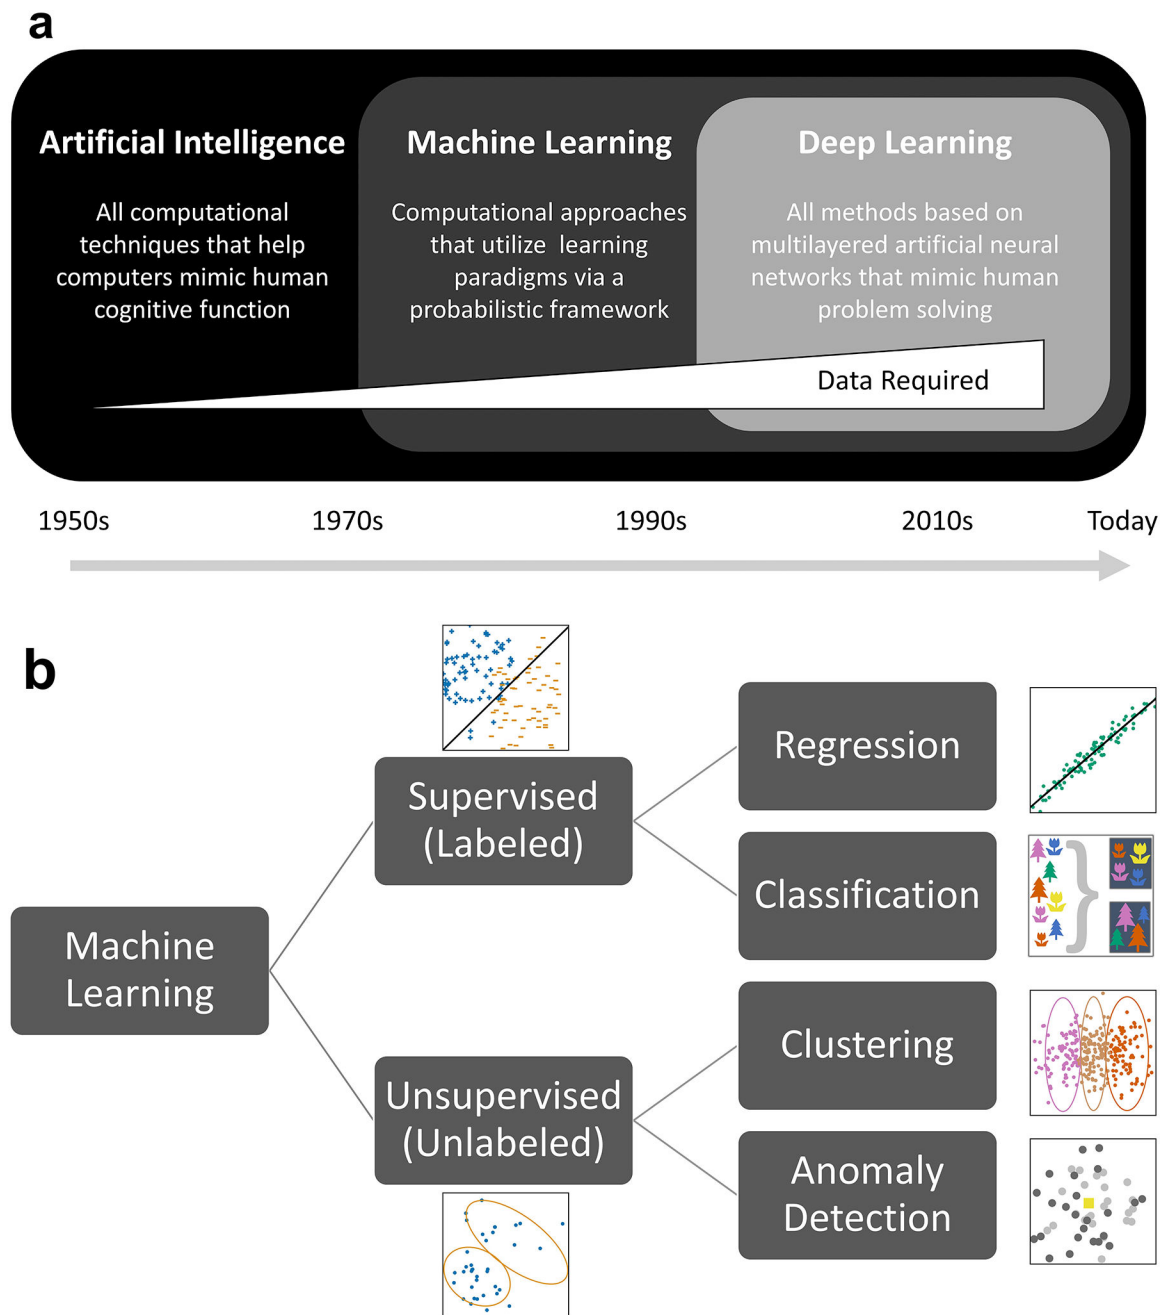 a
Artificial Intelligence
All computational
techniques that help
computers mimic human
cognitive function
Machine Learning
Computational approaches
that utilize learning
paradigms via a
probabilistic framework
Deep Learning
All methods based on
multilayered artificial neural
networks that mimic human
problem solving
Data Required
1950s 1970s 1990s 2010s Today
b
Machine
Learning
Supervised
(Labeled)
Regression
Classification
Unsupervised
(Unlabeled)
Clustering
Anomaly
Detection